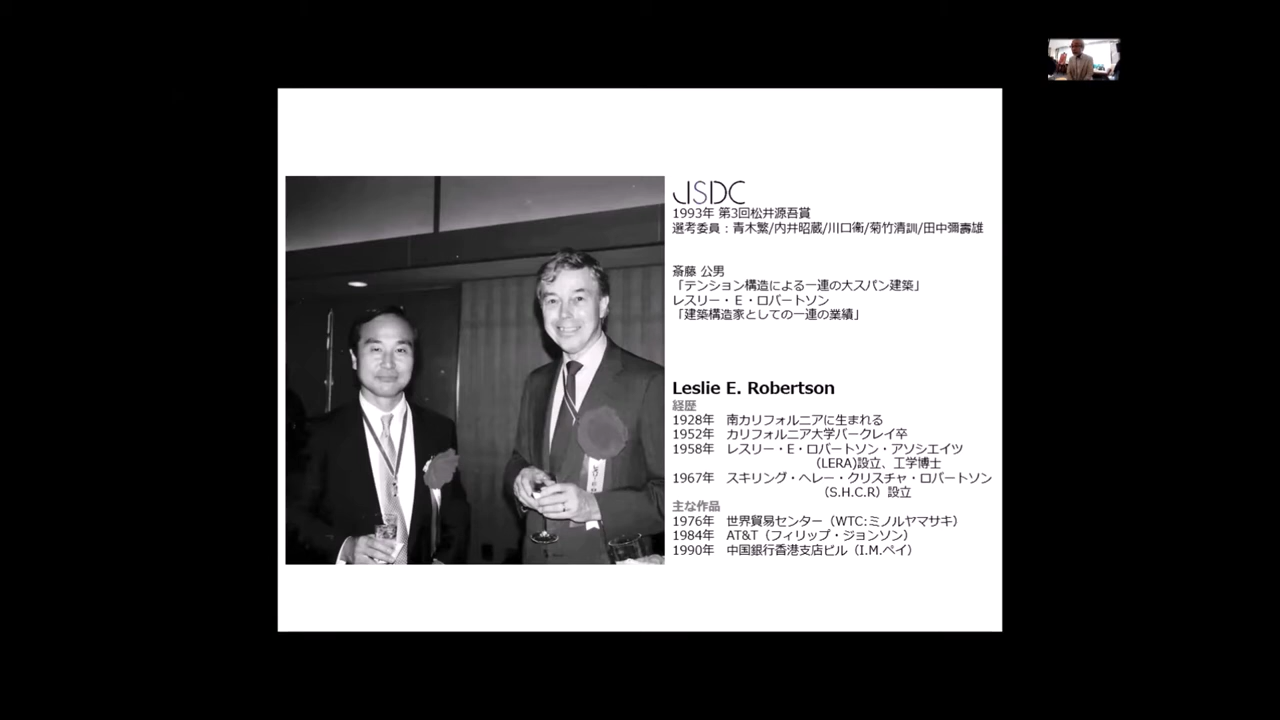 JSDC
1993年 第3回松井源吾賞
選考委員：青木繁/内井昭蔵/川口衞/菊竹清訓/田中彌壽雄
斎藤 公男
「テンション構造による一連の大スパン建築」
レスリー・E・ロバートソン
「建築構造家としての一連の業績」
Leslie E. Robertson
経歴
1928年 南カリフォルニアに生まれる
1952年 カリフォルニア大学バークレイ卒
1958年 レスリー・E・ロバートソン・アソシエイツ
(LERA)設立、工学博士
1967年 スキリング・ヘレー・クリスチャ・ロバートソン
（S.H.C.R）設立
主な作品
1976年 世界貿易センター（WTC:ミノルヤマサキ）
1984年 AT&T（フィリップ・ジョンソン）
1990年 中国銀行香港支店ビル（I.M.ペイ）